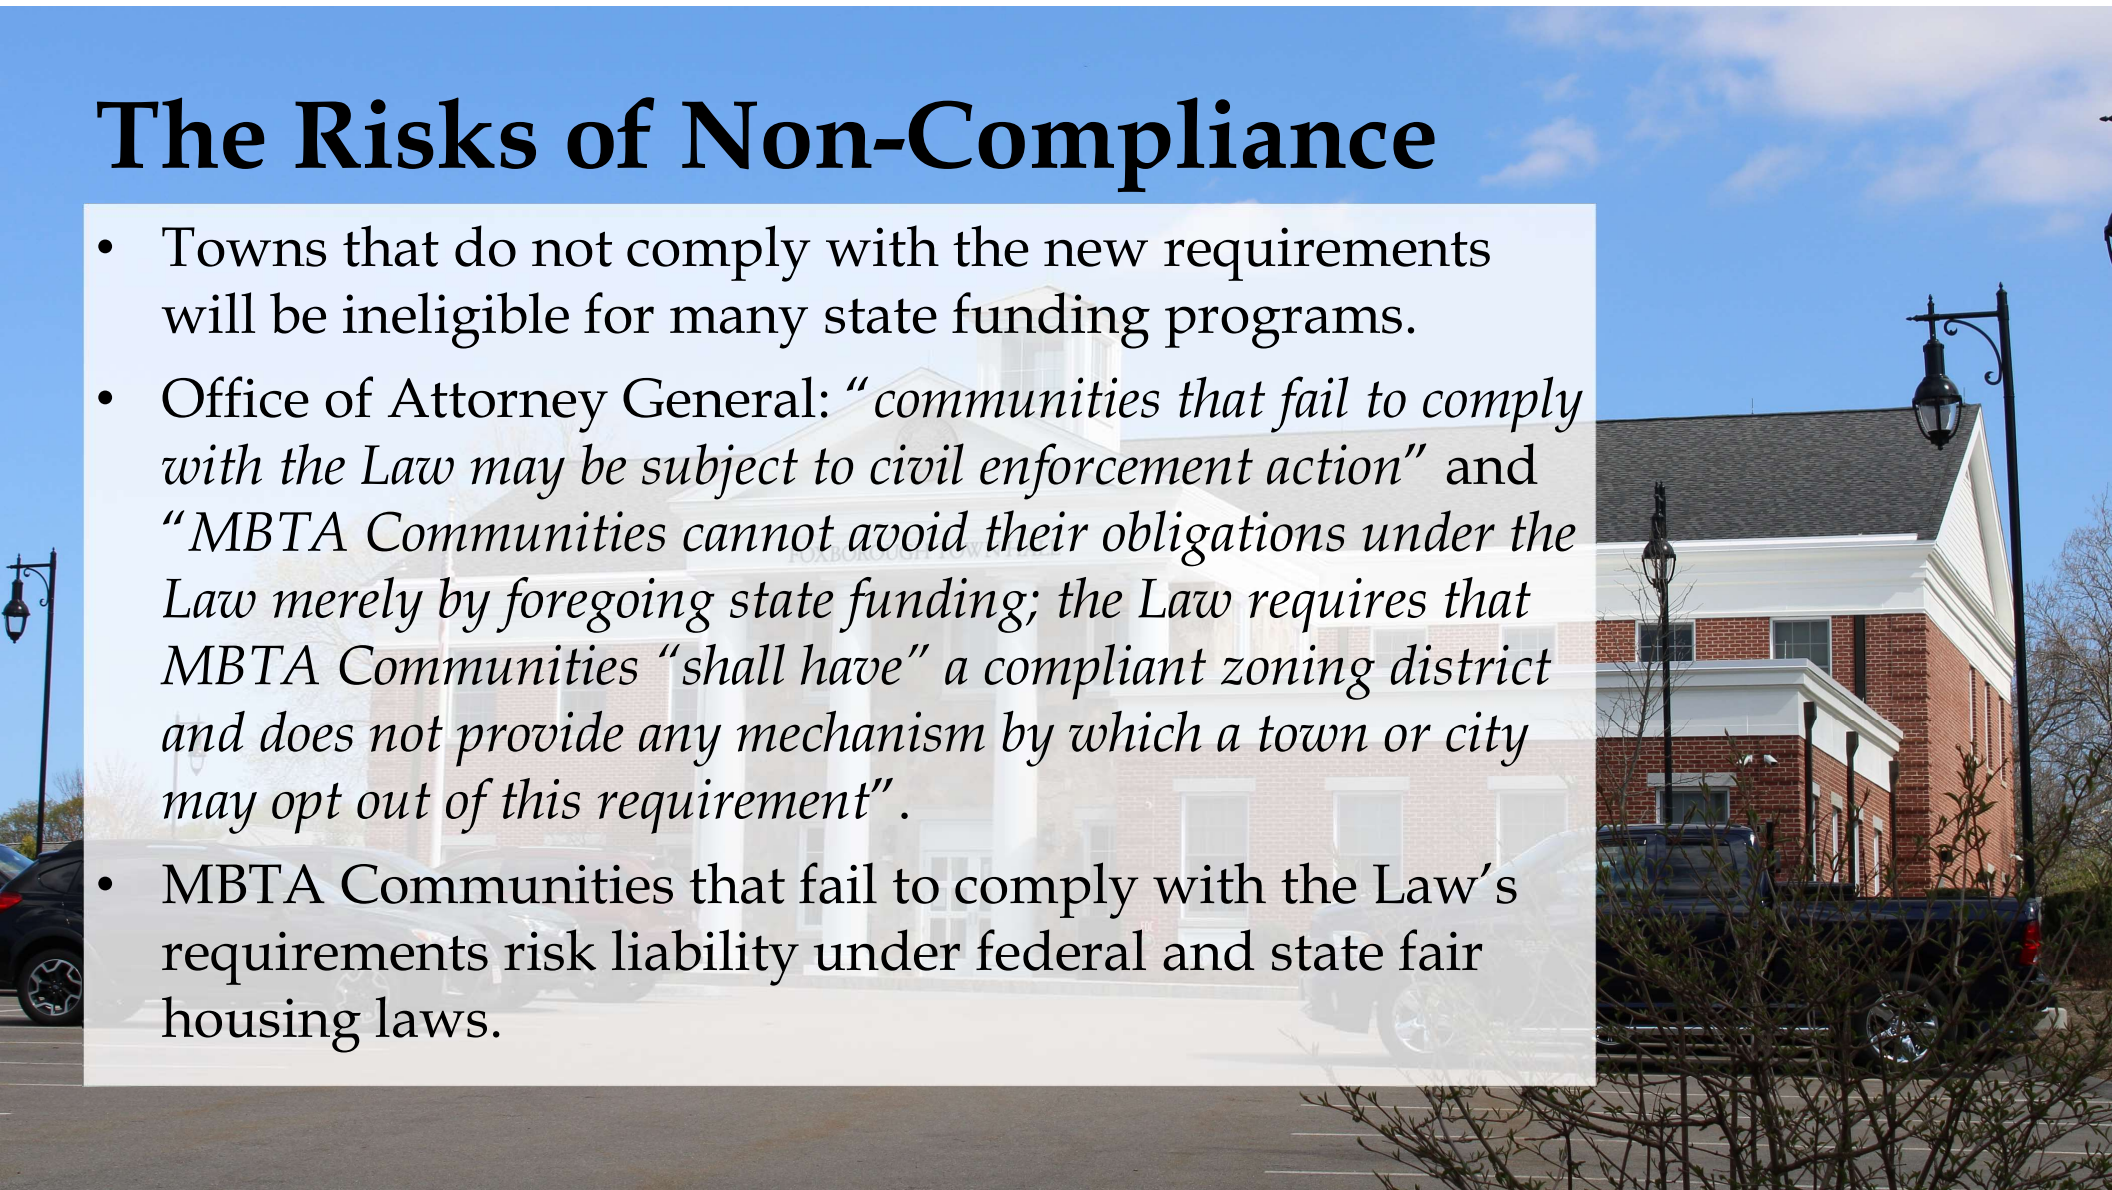 The Risks of Non-Compliance
• Towns that do not comply with the new requirements
will be ineligible for many state funding programs.
• Office of Attorney General: “communities that fail to comply
with the Law may be subject to civil enforcement action” and
“MBTA Communities cannot avoid their obligations under the
Law merely by foregoing state funding; the Law requires that
MBTA Communities “shall have” a compliant zoning district
and does not provide any mechanism by which a town or city
may opt out of this requirement”.
• MBTA Communities that fail to comply with the Law’s
requirements risk liability under federal and state fair
housing laws.
FOXBOROUGH TOWN HALL